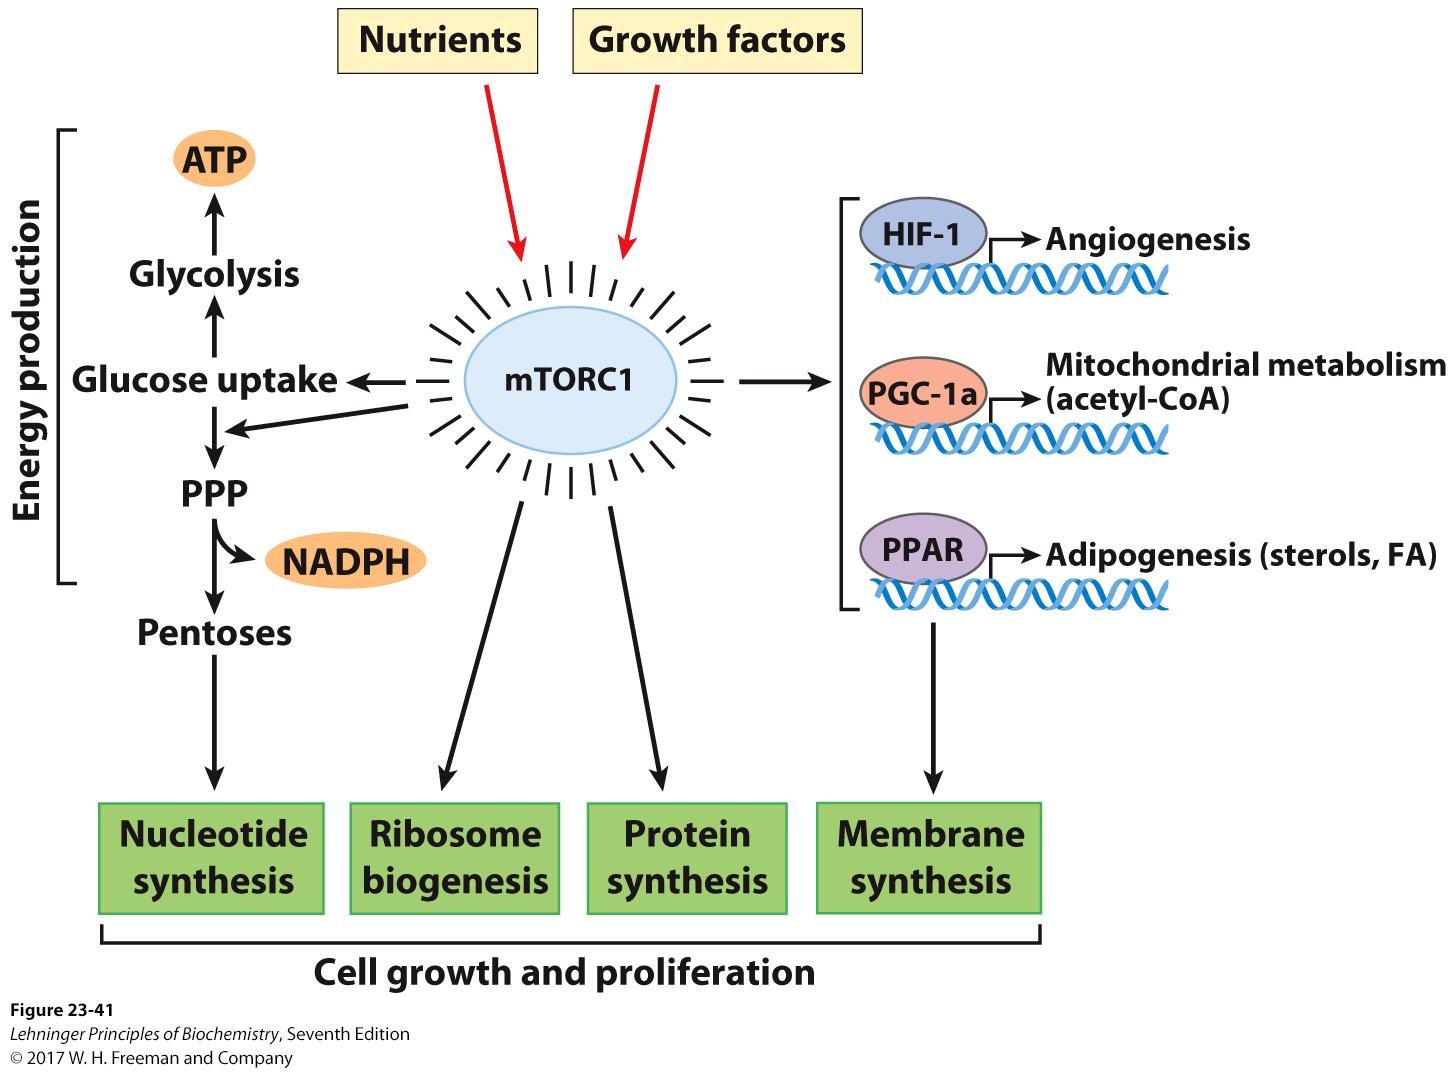 Nutrients
Growth factors
Energy production
ATP
Glycolysis
Glucose uptake
PPP
NADPH
Pentoses
mTORC1
HIF-1
Angiogenesis
PGC-1a
Mitochondrial metabolism
(acetyl-CoA)
PPAR
Adipogenesis (sterols, FA)
Nucleotide
synthesis
Ribosome
biogenesis
Protein
synthesis
Membrane
synthesis
Cell growth and proliferation
Figure 23-41
Lehninger Principles of Biochemistry, Seventh Edition
© 2017 W. H. Freeman and Company